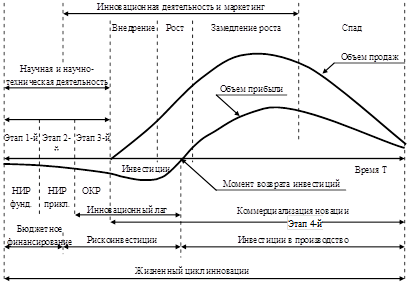 Инновационная деятельность и маркетинг
Внедрение
Рост
Замедление роста
Спад
Объем продаж
Научная и научно-
техническая деятельность
Объем прибыли
Этап 1-й
Этап 2-
й
Этап 3-й
Инвестиции
Время Т
Момент возврата инвестиций
НИР
фунд.
НИР
прикл.
ОКР
Инновационный лаг
Коммерциализация новации
Этап 4-й
Бюджетное
финансирование
Рискоинвестиции
Инвестиции в производство
Жизненный цикл инновации